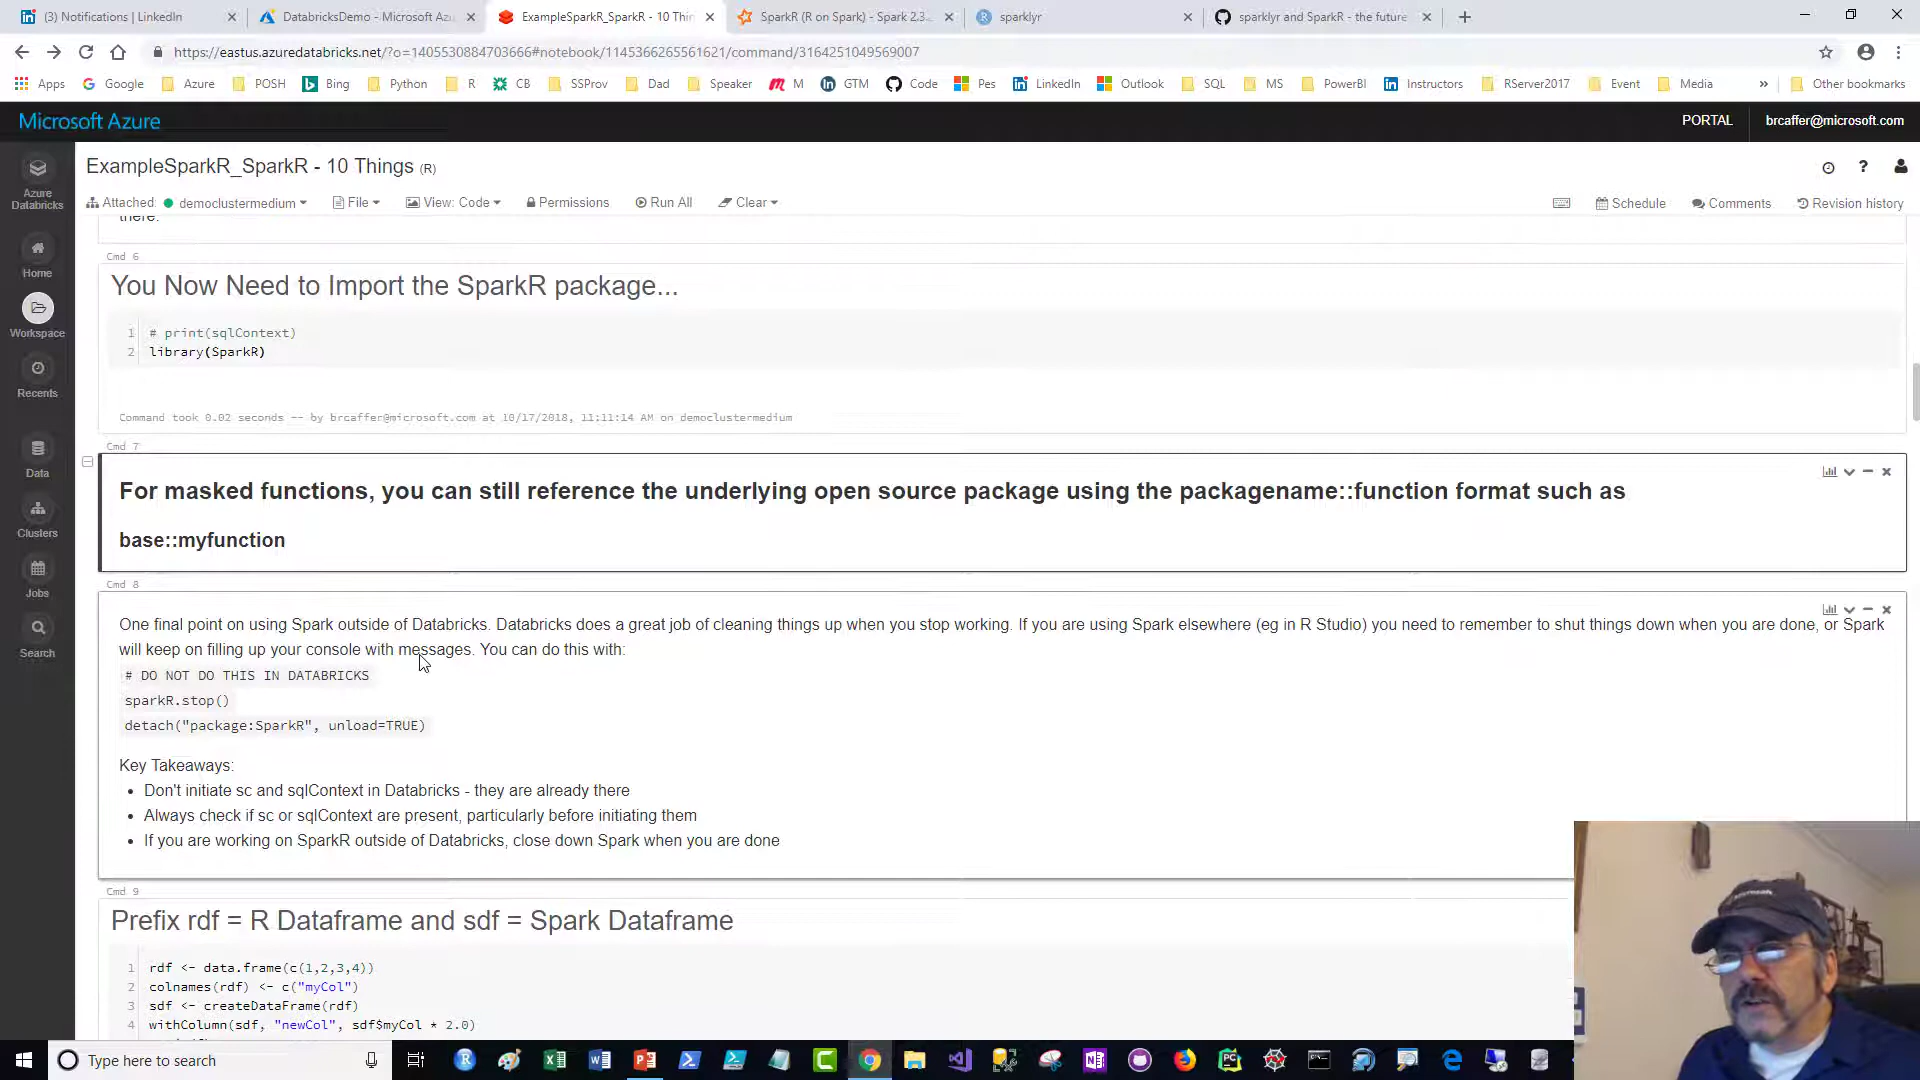 (3) Notifications | LinkedIn
DatabricksDemo - Microsoft Azu
ExampleSparkR_SparkR - 10 Thin
SparkR (R on Spark) - Spark 2.3.
sparklyr
sparklyr and SparkR - the future
https://eastus.azuredatabricks.net/?o=1405530884703666#notebook/1145366265561621/command/3164251049569007
Apps Google Azure POSH Bing Python R CB SSProv Dad Speaker M GTM Code Pes LinkedIn Outlook SQL MS PowerBI Instructors RServer2017 Event Media » Other bookmarks
Microsoft Azure PORTAL brcaffer@microsoft.com
ExampleSparkR_SparkR - 10 Things (R)
Attached: democlustermedium File View: Code Permissions Run All Clear Schedule Comments Revision history
Azure
Databricks
Home
Workspace
Recents
Data
Clusters
Jobs
Search
there.
Cmd 6
You Now Need to Import the SparkR package...
1 # print(sqlContext)
2 library(SparkR)
Command took 0.02 seconds -- by brcaffer@microsoft.com at 10/17/2018, 11:11:14 AM on democlustermedium
Cmd 7
For masked functions, you can still reference the underlying open source package using the packagename::function format such as
base::myfunction
Cmd 8
One final point on using Spark outside of Databricks. Databricks does a great job of cleaning things up when you stop working. If you are using Spark elsewhere (eg in R Studio) you need to remember to shut things down when you are done, or Spark
will keep on filling up your console with messages. You can do this with:
# DO NOT DO THIS IN DATABRICKS
sparkR.stop()
detach("package:SparkR", unload=TRUE)
Key Takeaways:
• Don't initiate sc and sqlContext in Databricks - they are already there
• Always check if sc or sqlContext are present, particularly before initiating them
• If you are working on SparkR outside of Databricks, close down Spark when you are done
Cmd 9
Prefix rdf = R Dataframe and sdf = Spark Dataframe
1 rdf <- data.frame(c(1,2,3,4))
2 colnames(rdf) <- c("myCol")
3 sdf <- createDataFrame(rdf)
4 withColumn(sdf, "newCol", sdf$myCol * 2.0)
Type here to search